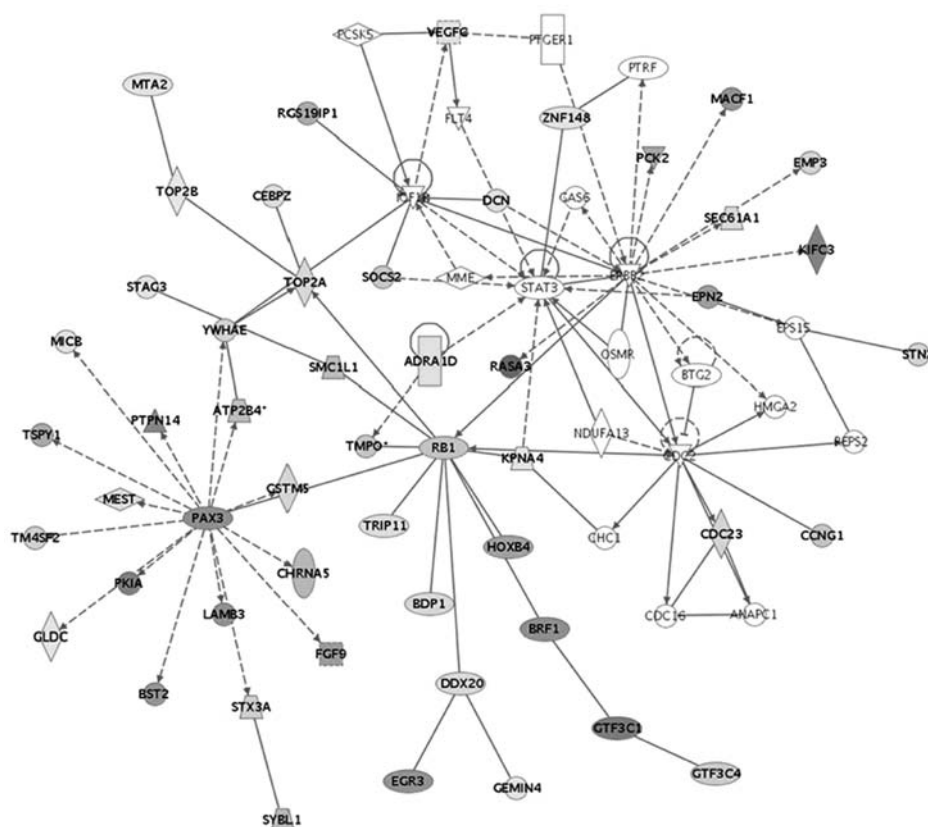 PCSK5
VEGFC
PTGER1
PTRF
MTA2
MACF1
RGS19IP1
FLT4
ZNF148
PCK2
EMP3
TOP2B
CEBPZ
DCN
GAS6
SEC61A1
KIFC3
STAG3
TOP2A
SOCS2
MME
STAT3
EPN2
EPS15
MICB
YWHAE
ADRA1D
OSMR
STN2
SMC1L1
RASA3
BTG2
HMGA2
PTPN14
ATP2B4*
TSPY1
TMPO*
RB1
KPNA4
NDUFA13
REPS2
MEST
GSTM5
PAX3
TRIP11
HOXB4
CHC1
CDC23
CCNG1
TM4SF2
PKIA
CHRNA5
BDP1
CDC16
ANAPC1
GLDC
LAMB3
BRF1
FGF9
BST2
STX3A
DDX20
GTF3C1
EGR3
GEMIN4
GTF3C4
SYBL1